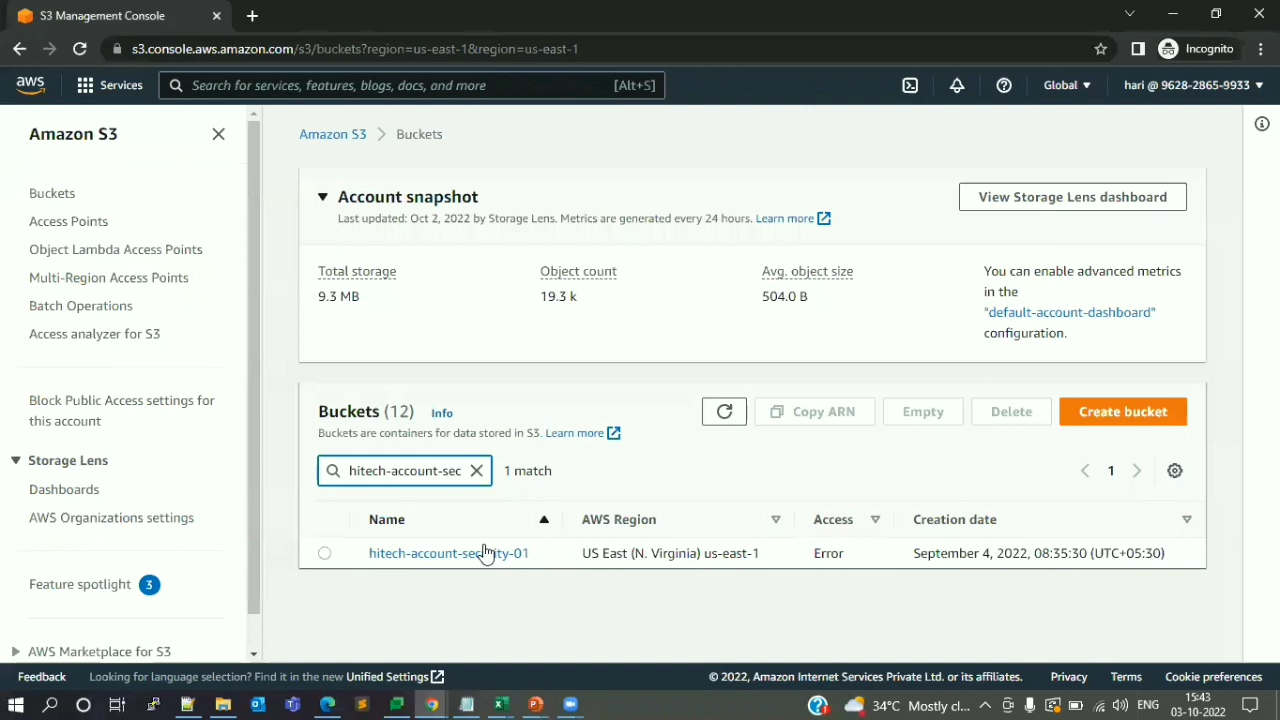 S3 Management Console
s3.console.aws.amazon.com/s3/buckets?region=us-east-1&region=us-east-1
Incognito
aws
Services
Search for services, features, blogs, docs, and more
[Alt+S]
Global
hari @ 9628-2865-9933
Amazon S3
Buckets
Access Points
Object Lambda Access Points
Multi-Region Access Points
Batch Operations
Access analyzer for S3
Block Public Access settings for
this account
Storage Lens
Dashboards
AWS Organizations settings
Feature spotlight 3
AWS Marketplace for S3
Amazon S3 > Buckets
Account snapshot
Last updated: Oct 2, 2022 by Storage Lens. Metrics are generated every 24 hours. Learn more
View Storage Lens dashboard
Total storage
9.3 MB
Object count
19.3 k
Avg. object size
504.0 B
You can enable advanced metrics
in the
"default-account-dashboard"
configuration.
Buckets (12) Info
Buckets are containers for data stored in S3. Learn more
Copy ARN
Empty
Delete
Create bucket
hitech-account-sec
1 match
1
Name AWS Region Access Creation date
hitech-account-security-01 US East (N. Virginia) us-east-1 Error September 4, 2022, 08:35:30 (UTC+05:30)
Feedback Looking for language selection? Find it in the new Unified Settings © 2022, Amazon Internet Services Private Ltd. or its affiliates. Privacy Terms Cookie preferences
34°C Mostly cl... ENG
15:43
03-10-2022